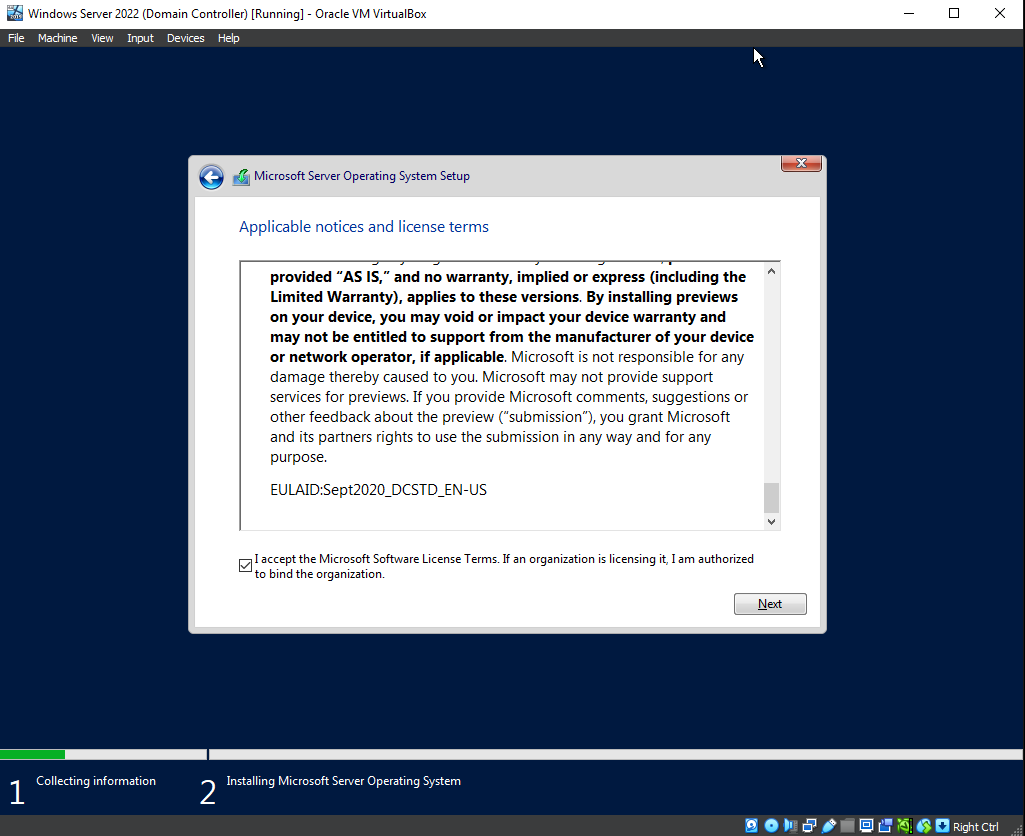 Windows Server 2022 (Domain Controller) [Running] - Oracle VM VirtualBox
File Machine View Input Devices Help
Microsoft Server Operating System Setup
Applicable notices and license terms
provided “AS IS,” and no warranty, implied or express (including the
Limited Warranty), applies to these versions. By installing previews
on your device, you may void or impact your device warranty and
may not be entitled to support from the manufacturer of your device
or network operator, if applicable. Microsoft is not responsible for any
damage thereby caused to you. Microsoft may not provide support
services for previews. If you provide Microsoft comments, suggestions or
other feedback about the preview (“submission”), you grant Microsoft
and its partners rights to use the submission in any way and for any
purpose.
EULAID:Sept2020_DCSTD_EN-US
I accept the Microsoft Software License Terms. If an organization is licensing it, I am authorized
to bind the organization.
Next
1 Collecting information
2 Installing Microsoft Server Operating System
Right Ctrl